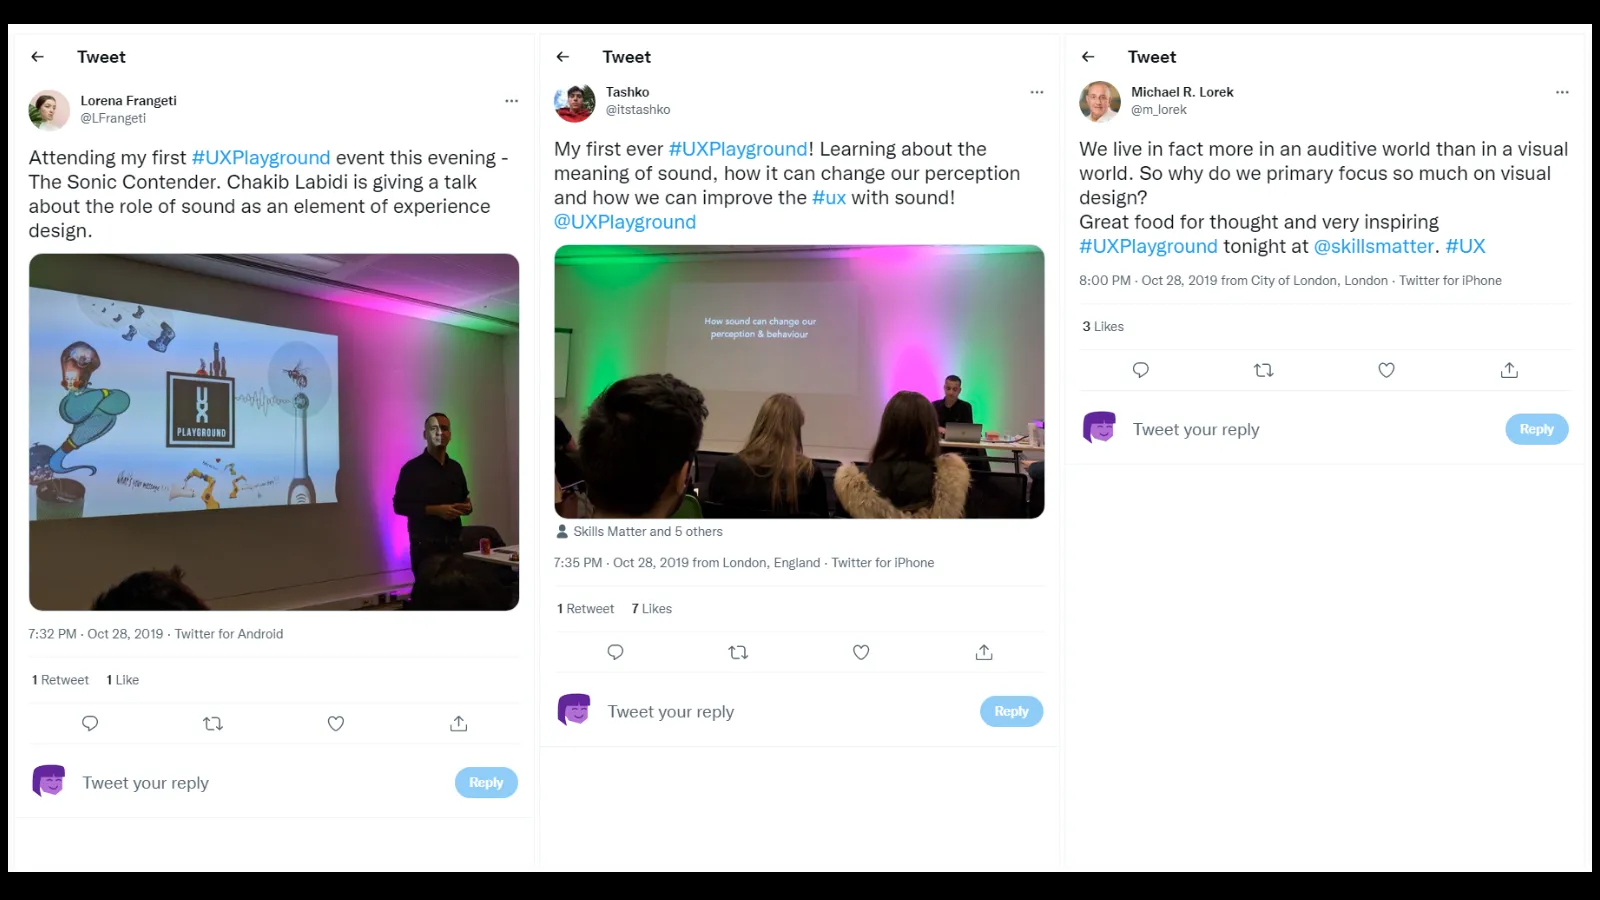 Tweet
Lorena Frangeti
@LFrangeti
Attending my first #UXPlayground event this evening -
The Sonic Contender. Chakib Labidi is giving a talk
about the role of sound as an element of experience
design.
UX
PLAYGROUND
7:32 PM · Oct 28, 2019 · Twitter for Android
1 Retweet 1 Like
Tweet your reply
Reply
Tweet
Tashko
@itstashko
My first ever #UXPlayground! Learning about the
meaning of sound, how it can change our perception
and how we can improve the #ux with sound!
@UXPlayground
How sound can change our
perception & behaviour
Skills Matter and 5 others
7:35 PM · Oct 28, 2019 from London, England · Twitter for iPhone
1 Retweet 7 Likes
Tweet your reply
Reply
Tweet
Michael R. Lorek
@m_lorek
We live in fact more in an auditive world than in a visual
world. So why do we primary focus so much on visual
design?
Great food for thought and very inspiring
#UXPlayground tonight at @skillsmatter. #UX
8:00 PM · Oct 28, 2019 from City of London, London · Twitter for iPhone
3 Likes
Tweet your reply
Reply